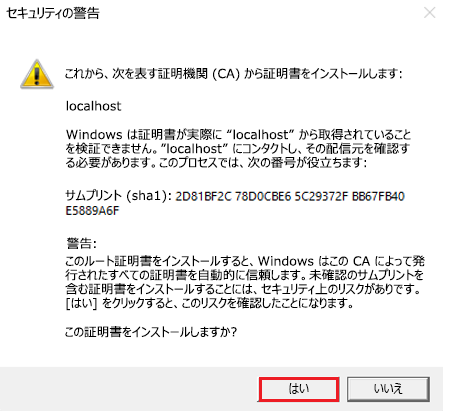 セキュリティの警告
これから、次を表す証明機関 (CA) から証明書をインストールします:
localhost
Windows は証明書が実際に "localhost" から取得されていること
を検証できません。"localhost" にコンタクトし、その配信元を確認す
る必要があります。このプロセスでは、次の番号が役立ちます:
サムプリント (sha1): 2D81BF2C 78D0CBE6 5C29372F BB67FB40
E5889A6F
警告:
このルート証明書をインストールすると、Windows はこの CA によって発
行されたすべての証明書を自動的に信頼します。未確認のサムプリントを
含む証明書をインストールすることには、セキュリティ上のリスクがありです。
[はい] をクリックすると、このリスクを確認したことになります。
この証明書をインストールしますか?
はい
いいえ